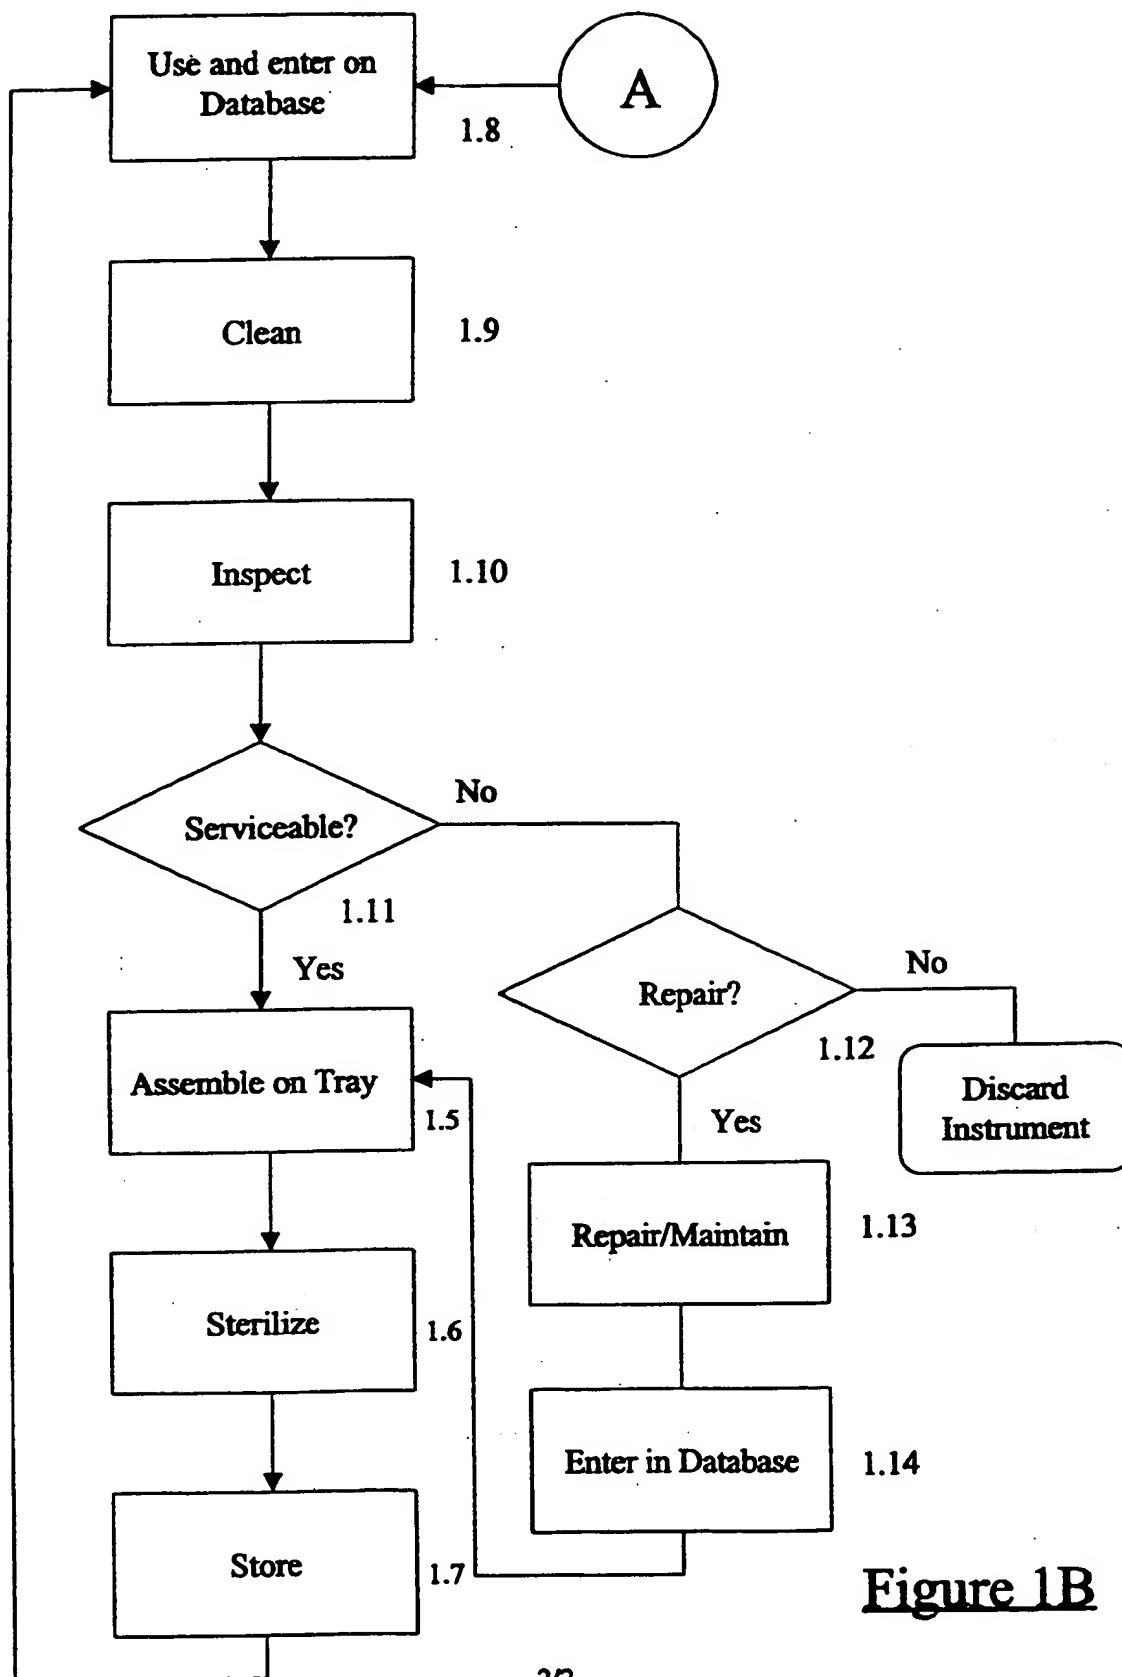 Use and enter on
Database
A
1.8
Clean
1.9
Inspect
1.10
Serviceable?
No
1.11
Yes
Repair?
No
1.12
Assemble on Tray
1.5
Discard
Instrument
Yes
Repair/Maintain
1.13
Sterilize
1.6
Enter in Database
1.14
Store
1.7
Figure 1B